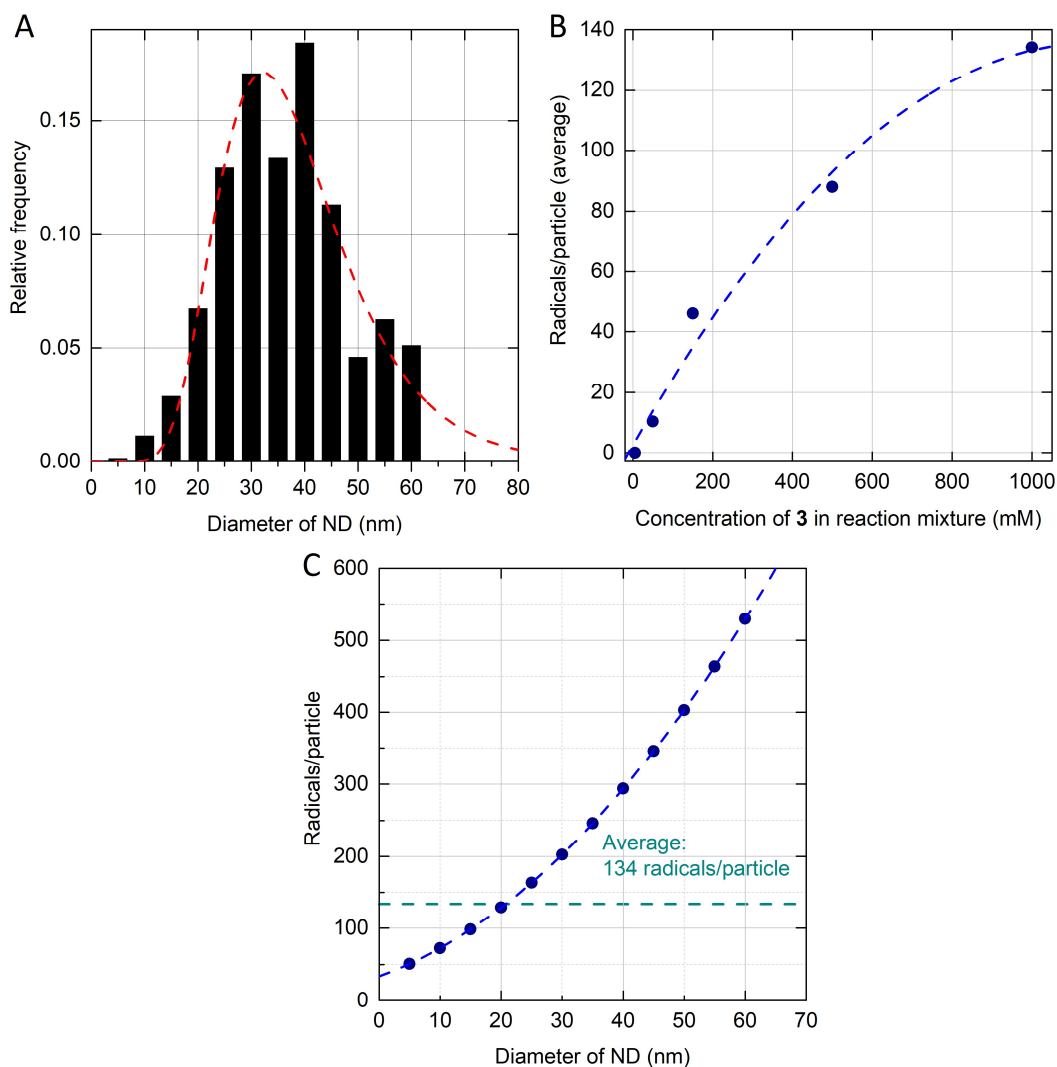 A
Relative frequency
0.15
0.10
0.05
0.00
0 10 20 30 40 50 60 70 80
Diameter of ND (nm)
B
Radicals/particle (average)
140
120
100
80
60
40
20
0
0 200 400 600 800 1000
Concentration of 3 in reaction mixture (mM)
C
Radicals/particle
600
500
400
300
200
100
0
Average:
134 radicals/particle
0 10 20 30 40 50 60 70
Diameter of ND (nm)